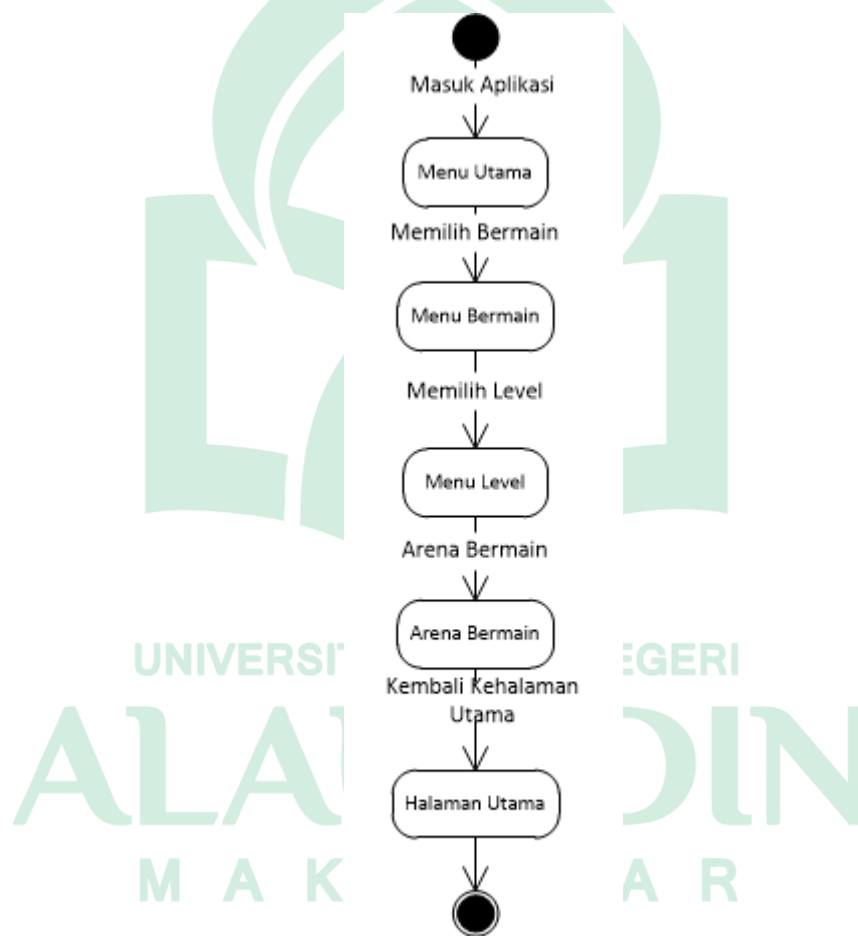 Masuk Aplikasi
Menu Utama
Memilih Bermain
Menu Bermain
Memilih Level
Menu Level
Arena Bermain
Arena Bermain
UNIVERSI EGERI
Kembali Kehalaman
Utama
ALA DIN
Halaman Utama
M A K A R